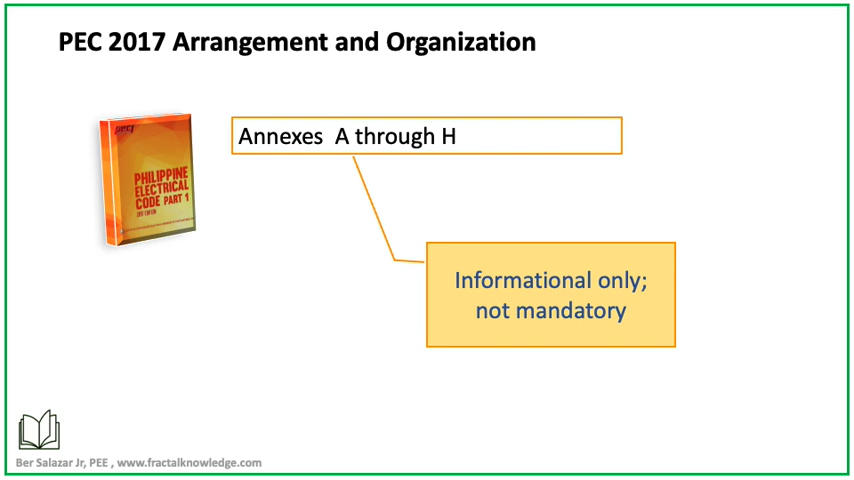 PEC 2017 Arrangement and Organization
Annexes A through H
PHILIPPINE
ELECTRICAL
CODE PART 1
Informational only;
not mandatory
Ber Salazar Jr, PEE , www.fractalknowledge.com